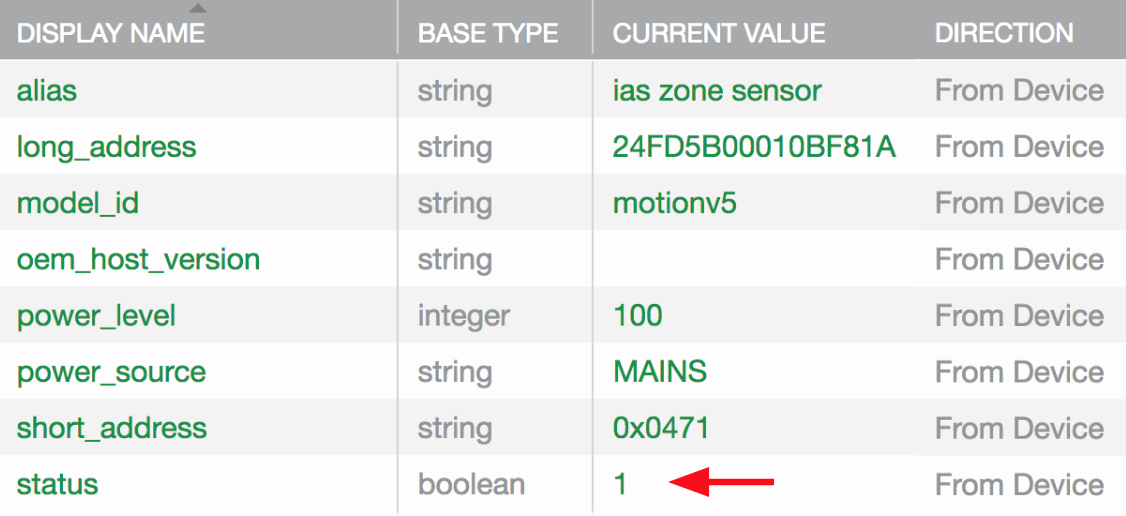 DISPLAY NAME BASE TYPE CURRENT VALUE DIRECTION
alias string ias zone sensor From Device
long_address string 24FD5B00010BF81A From Device
model_id string motionv5 From Device
oem_host_version string From Device
power_level integer 100 From Device
power_source string MAINS From Device
short_address string 0x0471 From Device
status boolean 1 From Device